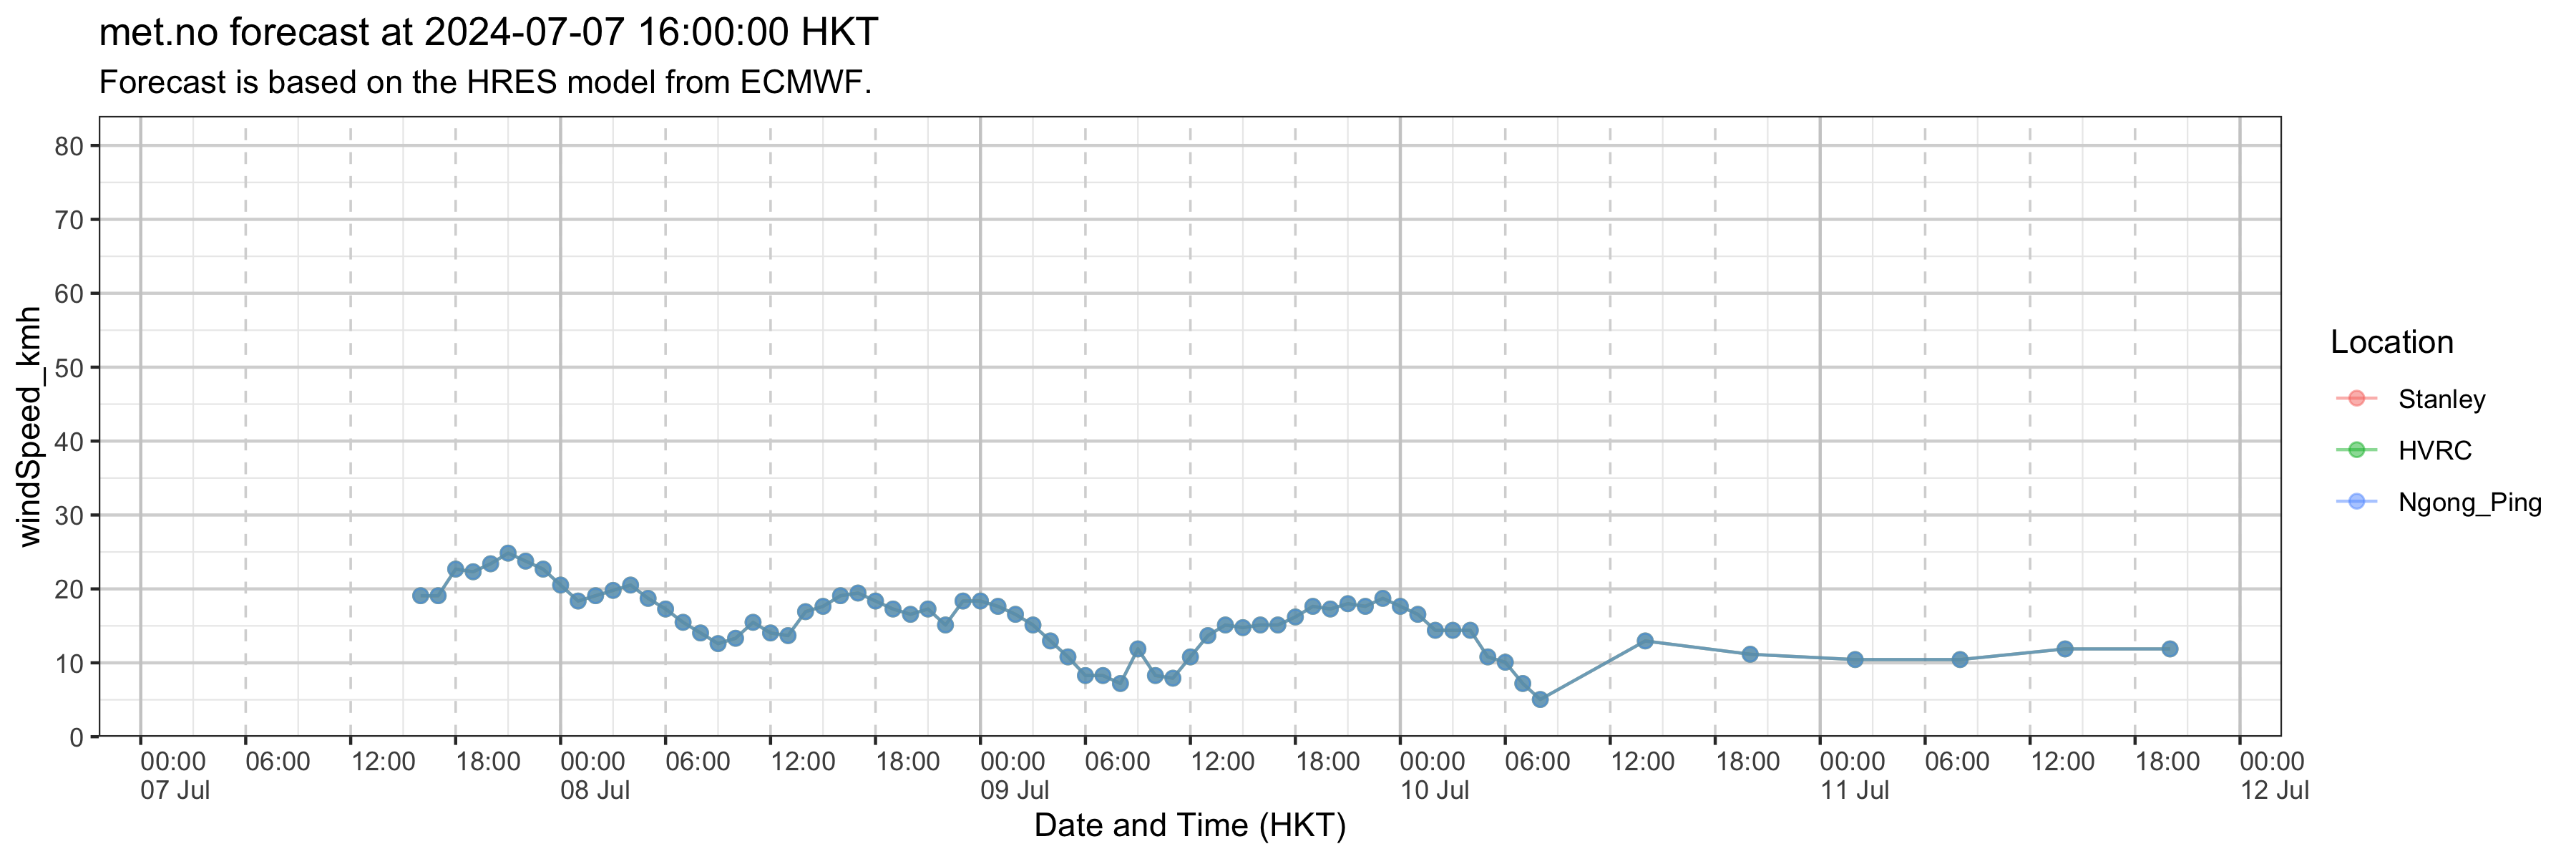 met.no forecast at 2024-07-07 16:00:00 HKT
Forecast is based on the HRES model from ECMWF.
windSpeed_kmh
80
70
60
50
40
30
20
10
0
00:00 06:00 12:00 18:00 00:00 06:00 12:00 18:00 00:00 06:00 12:00 18:00 00:00 06:00 12:00 18:00 00:00 06:00 12:00 18:00 00:00
07 Jul 08 Jul 09 Jul 10 Jul 11 Jul 12 Jul
Date and Time (HKT)
Location
Stanley
HVRC
Ngong_Ping